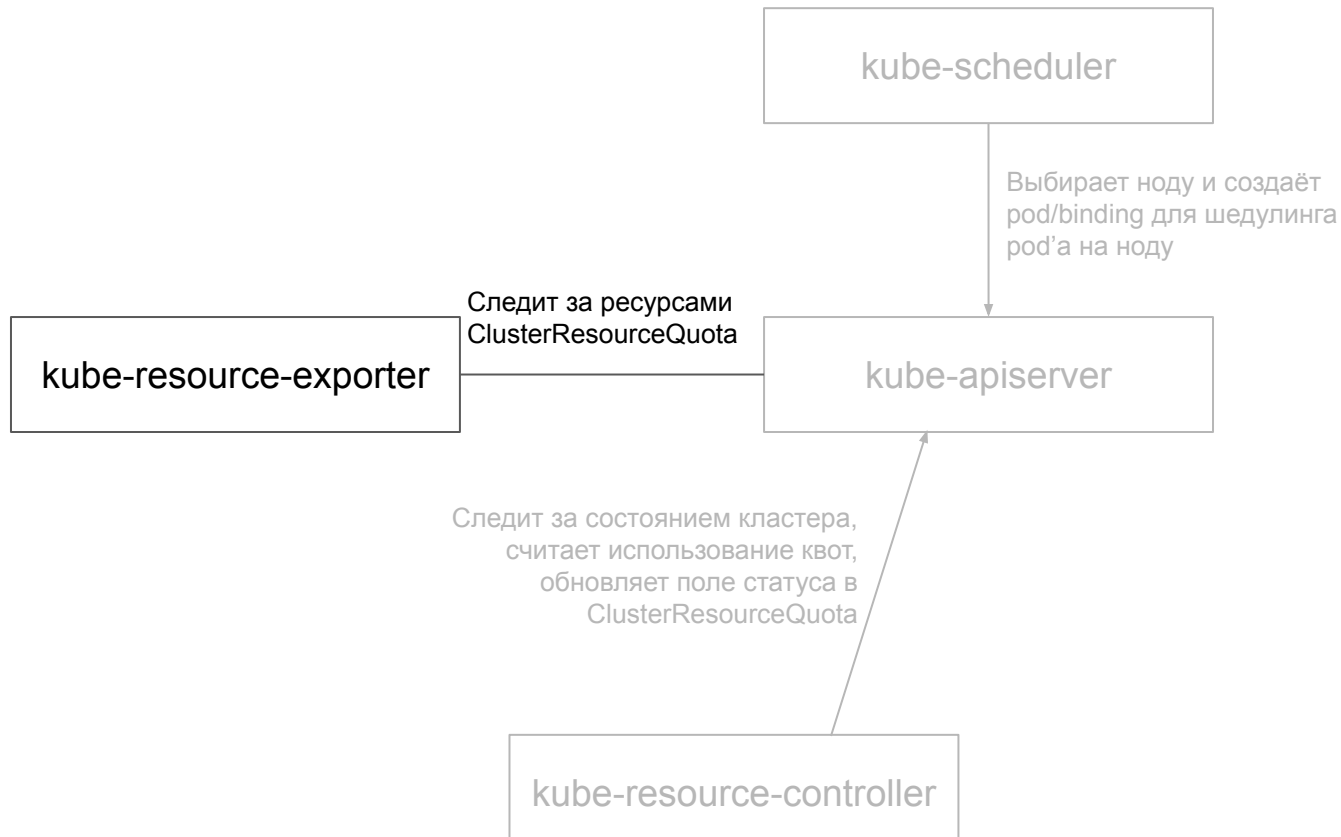 kube-scheduler
Выбирает ноду и создаёт
pod/binding для шедулинга
pod’а на ноду
Следит за ресурсами
ClusterResourceQuota
kube-resource-exporter
kube-apiserver
Следит за состоянием кластера,
считает использование квот,
обновляет поле статуса в
ClusterResourceQuota
kube-resource-controller